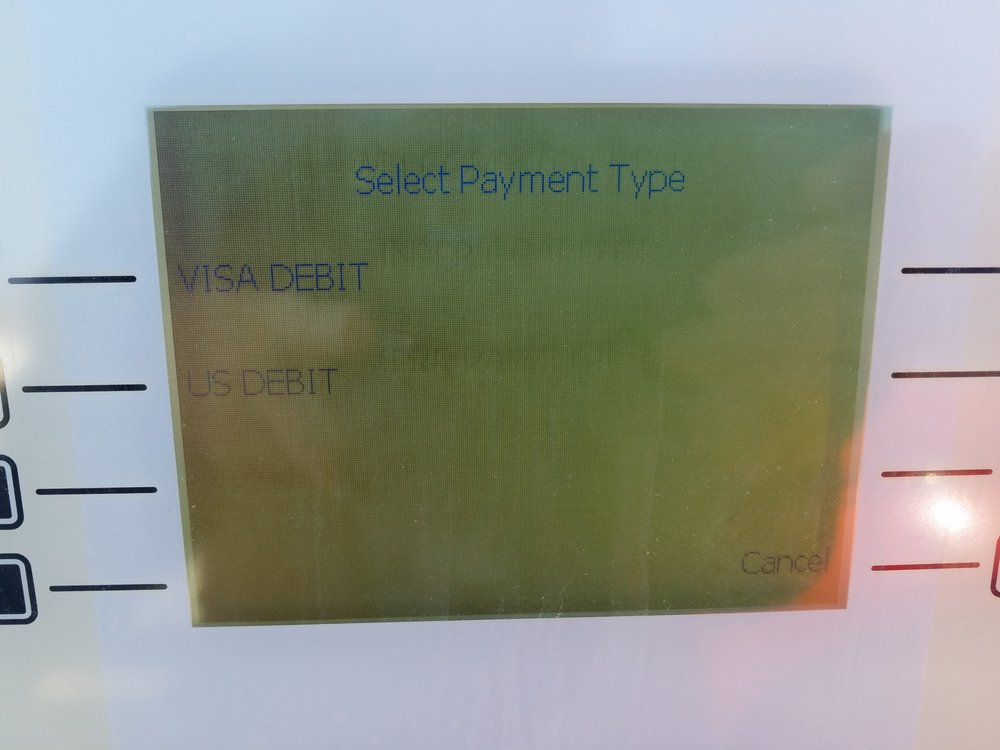 Select Payment Type
VISA DEBIT
US DEBIT
Cancel